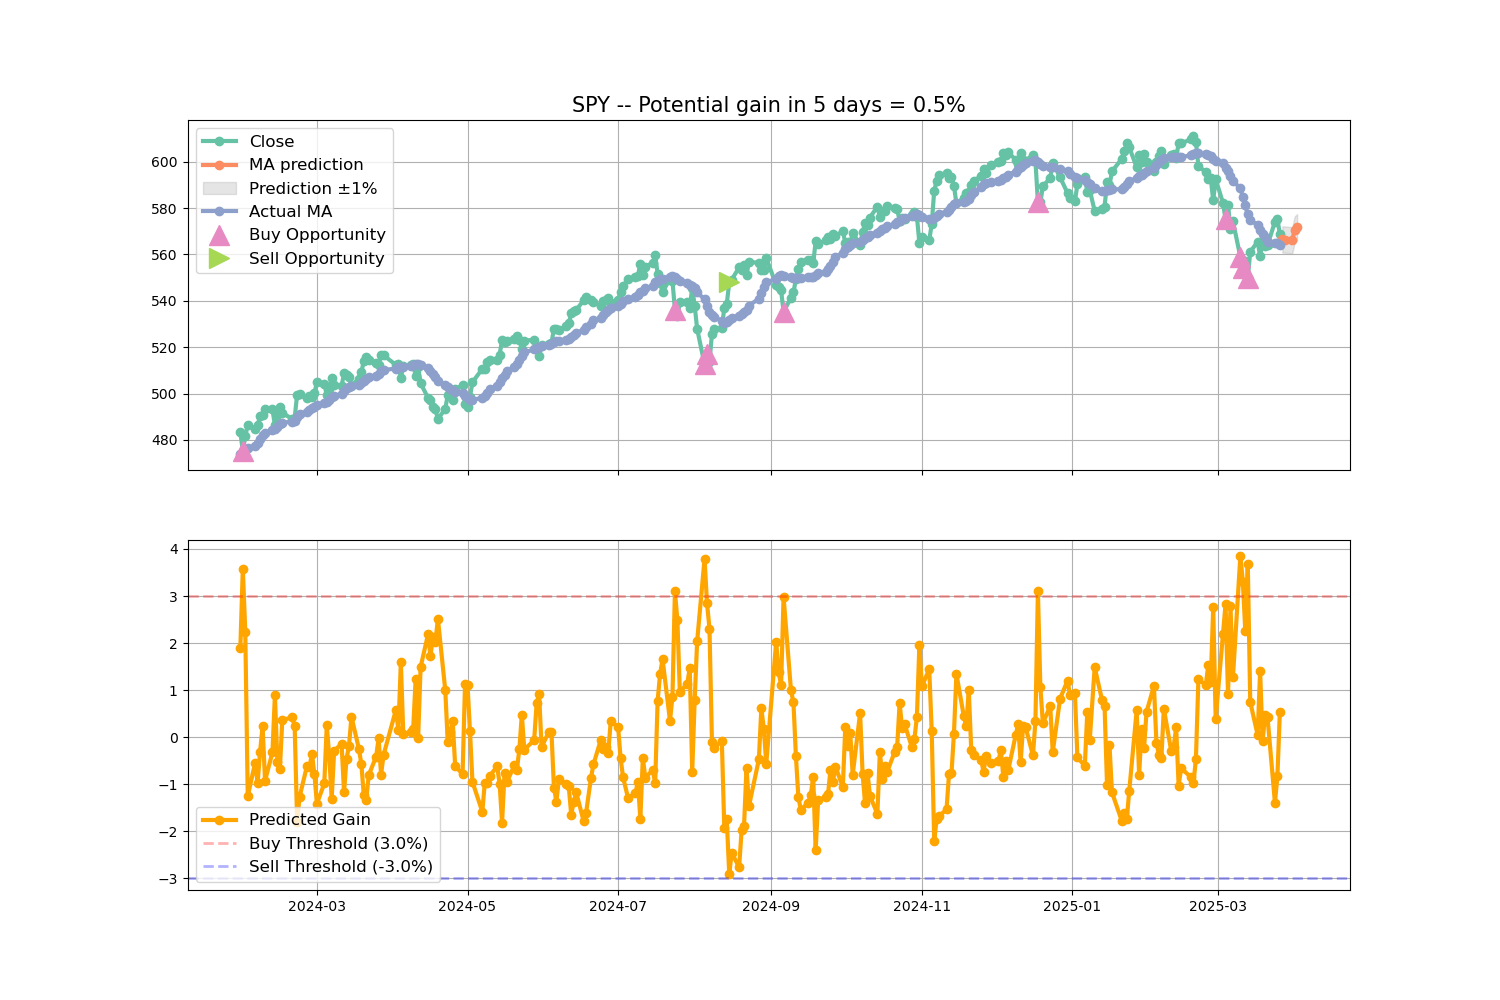 SPY -- Potential gain in 5 days = 0.5%
Close
MA prediction
Prediction ±1%
Actual MA
Buy Opportunity
Sell Opportunity
600
580
560
540
520
500
480
4
3
2
1
0
−1
−2
−3
Predicted Gain
Buy Threshold (3.0%)
Sell Threshold (-3.0%)
2024-03
2024-05
2024-07
2024-09
2024-11
2025-01
2025-03